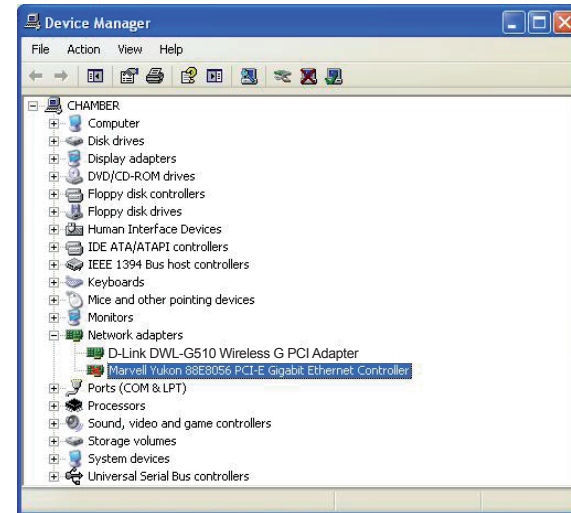 Device Manager
File Action View Help
CHAMBER
Computer
Disk drives
Display adapters
DVD/CD-ROM drives
Floppy disk controllers
Floppy disk drives
Human Interface Devices
IDE ATA/ATAPI controllers
IEEE 1394 Bus host controllers
Keyboards
Mice and other pointing devices
Monitors
Network adapters
D-Link DWL-G510 Wireless G PCI Adapter
Marvell Yukon 88E8056 PCI-E Gigabit Ethernet Controller
Ports (COM & LPT)
Processors
Sound, video and game controllers
Storage volumes
System devices
Universal Serial Bus controllers